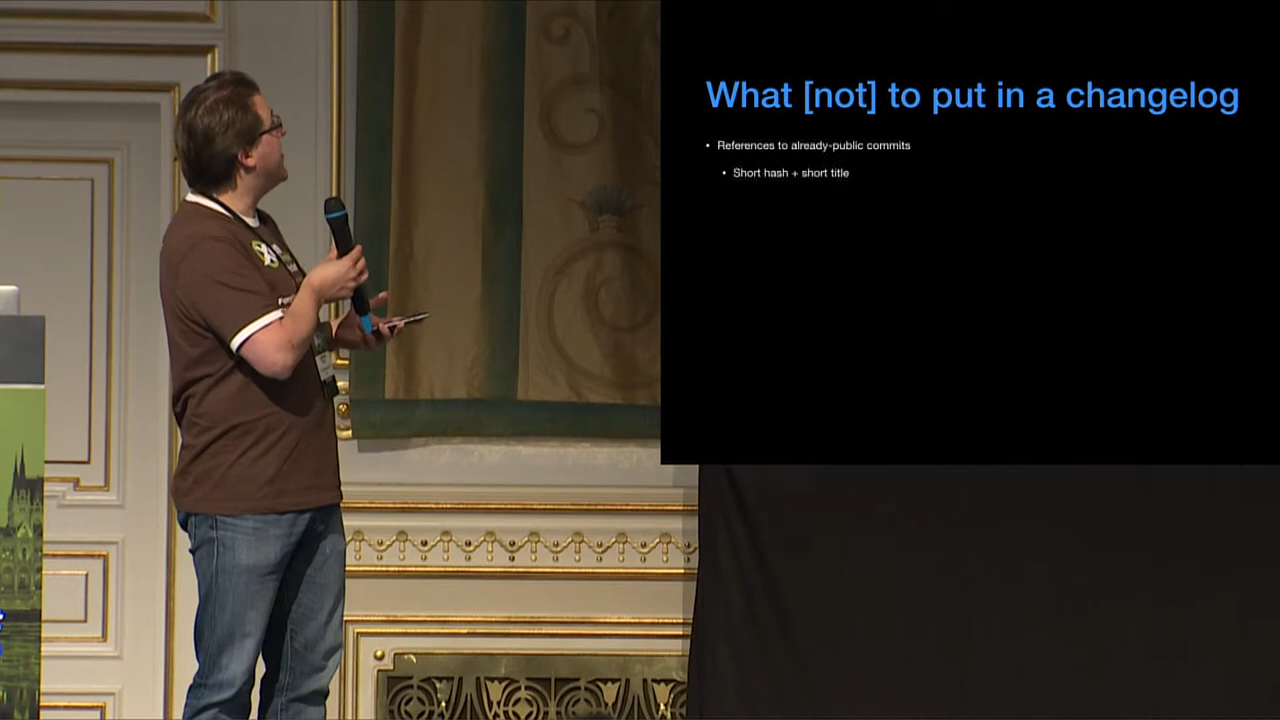 What [not] to put in a changelog
• References to already-public commits
• Short hash + short title